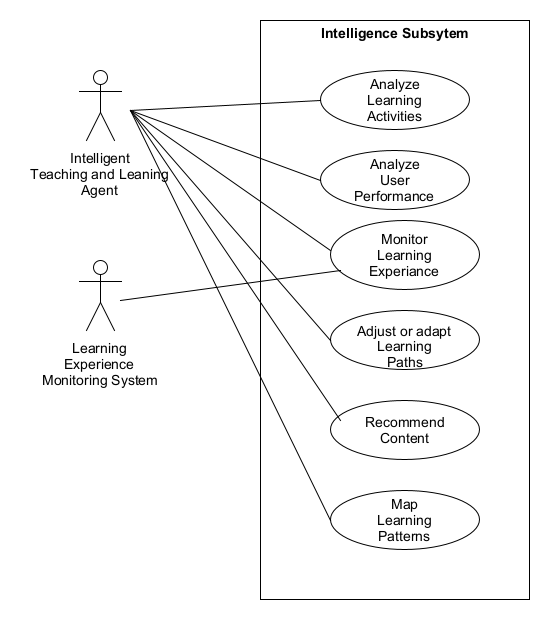 Intelligence Subsytem
Analyze
Learning
Activities
Intelligent
Teaching and Leaning
Agent
Analyze
User
Performance
Monitor
Learning
Experiance
Learning
Experience
Monitoring System
Adjust or adapt
Learning
Paths
Recommend
Content
Map
Learning
Patterns